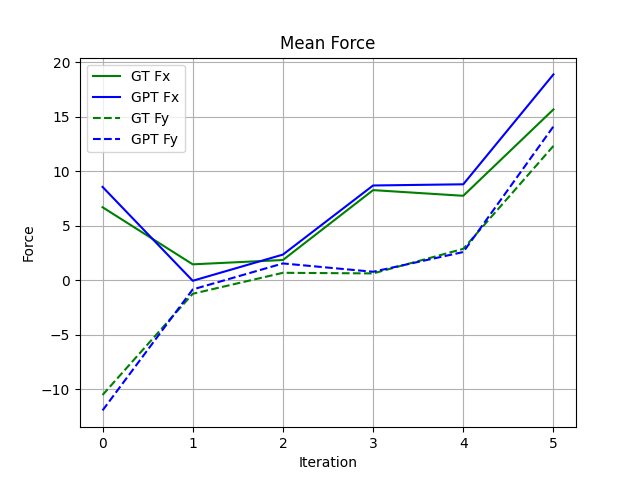 Mean Force
GT Fx
GPT Fx
GT Fy
GPT Fy
20
15
10
5
0
−5
−10
Force
0 1 2 3 4 5
Iteration